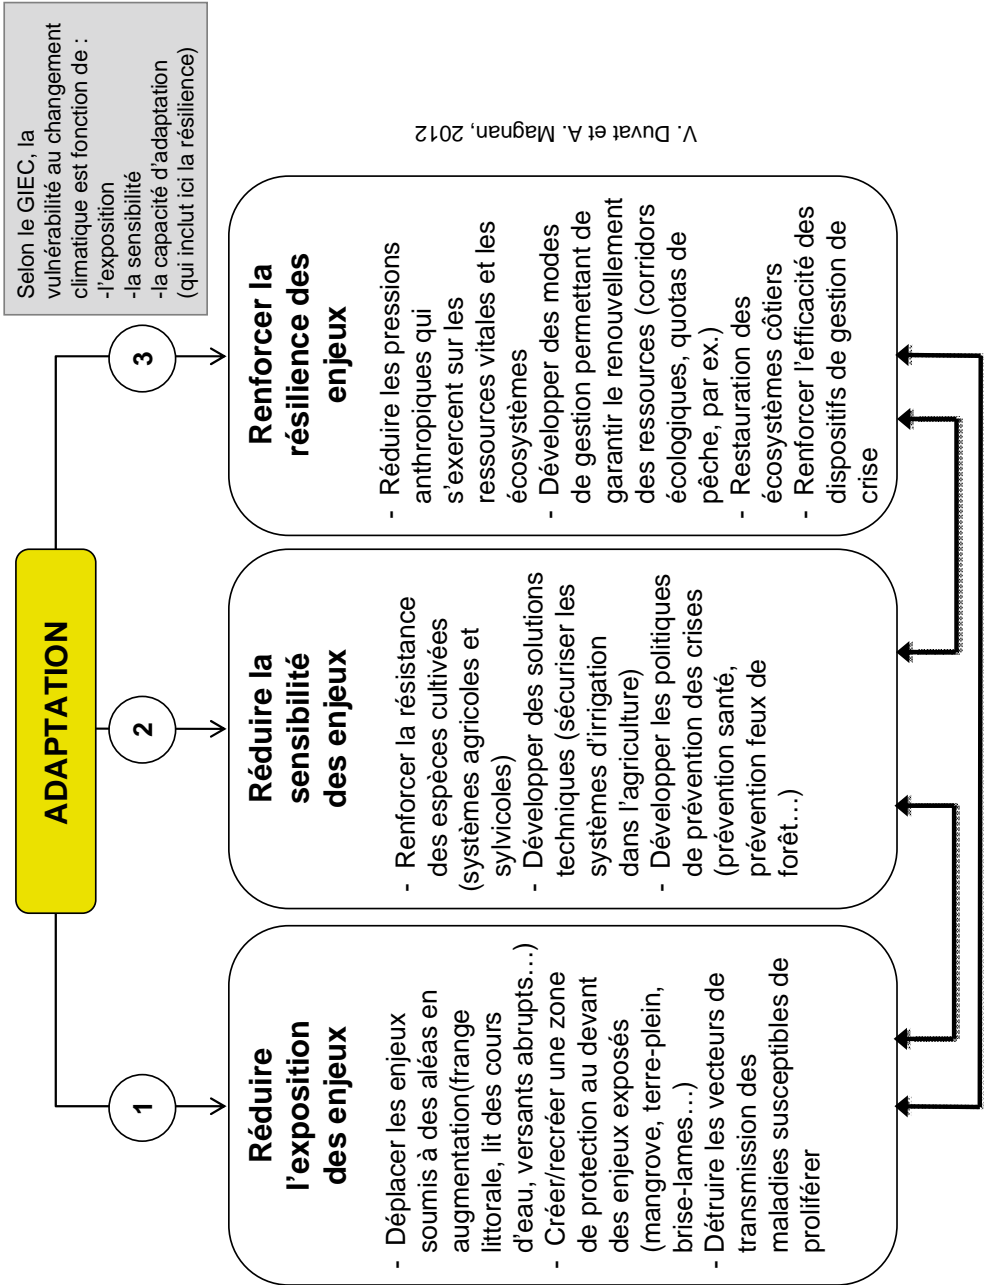 ADAPTATION
Selon le GIEC, la
vulnérabilité au changement
climatique est fonction de :
-l'exposition
-la sensibilité
-la capacité d'adaptation
(qui inclut ici la résilience)
1
Réduire
l'exposition
des enjeux
- Déplacer les enjeux
soumis à des aléas en
augmentation(frange
littorale, lit des cours
d'eau, versants abrupts…)
- Créer/recréer une zone
de protection au devant
des enjeux exposés
(mangrove, terre-plein,
brise-lames…)
- Détruire les vecteurs de
transmission des
maladies susceptibles de
proliférer
2
Réduire la
sensibilité
des enjeux
- Renforcer la résistance
des espèces cultivées
(systèmes agricoles et
sylvicoles)
- Développer des solutions
techniques (sécuriser les
systèmes d'irrigation
dans l'agriculture)
- Développer les politiques
de prévention des crises
(prévention santé,
prévention feux de
forêt…)
3
Renforcer la
résilience des
enjeux
- Réduire les pressions
anthropiques qui
s'exercent sur les
ressources vitales et les
écosystèmes
- Développer des modes
de gestion permettant de
garantir le renouvellement
des ressources (corridors
écologiques, quotas de
pêche, par ex.)
- Restauration des
écosystèmes côtiers
- Renforcer l'efficacité des
dispositifs de gestion de
crise
V. Duvat et A. Magnan, 2012